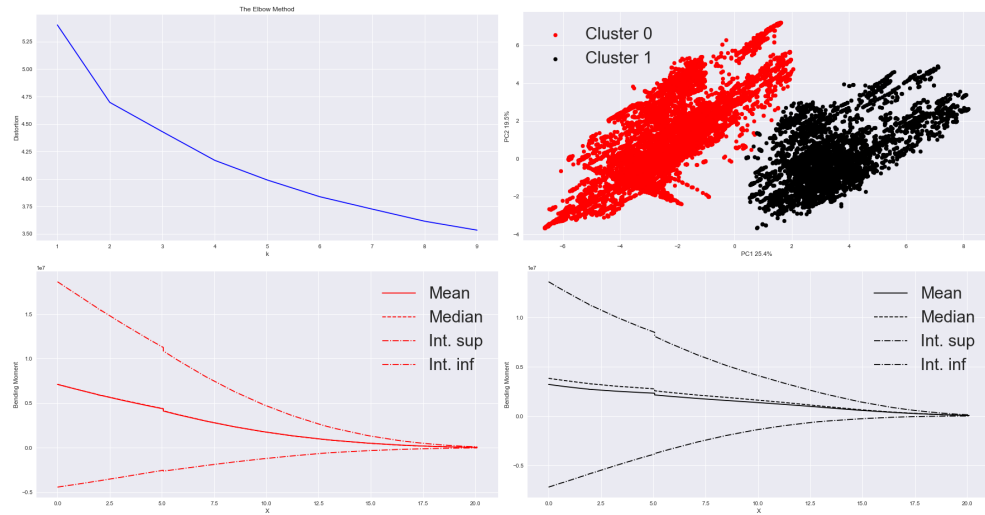 The Elbow Method
5.25
5.00
4.75
4.50
4.25
4.00
3.75
3.50
Distortion
1 2 3 4 5 6 7 8 9
k
Cluster 0
Cluster 1
6
4
2
0
−2
−4
PC2 19.5%
−6 −4 −2 0 2 4 6 8
PC1 25.4%
1e7
1.5
1.0
0.5
0.0
−0.5
Bending Moment
Mean
Median
Int. sup
Int. inf
0.0 2.5 5.0 7.5 10.0 12.5 15.0 17.5 20.0
X
1e7
1.0
0.5
0.0
−0.5
Bending Moment
Mean
Median
Int. sup
Int. inf
0.0 2.5 5.0 7.5 10.0 12.5 15.0 17.5 20.0
X